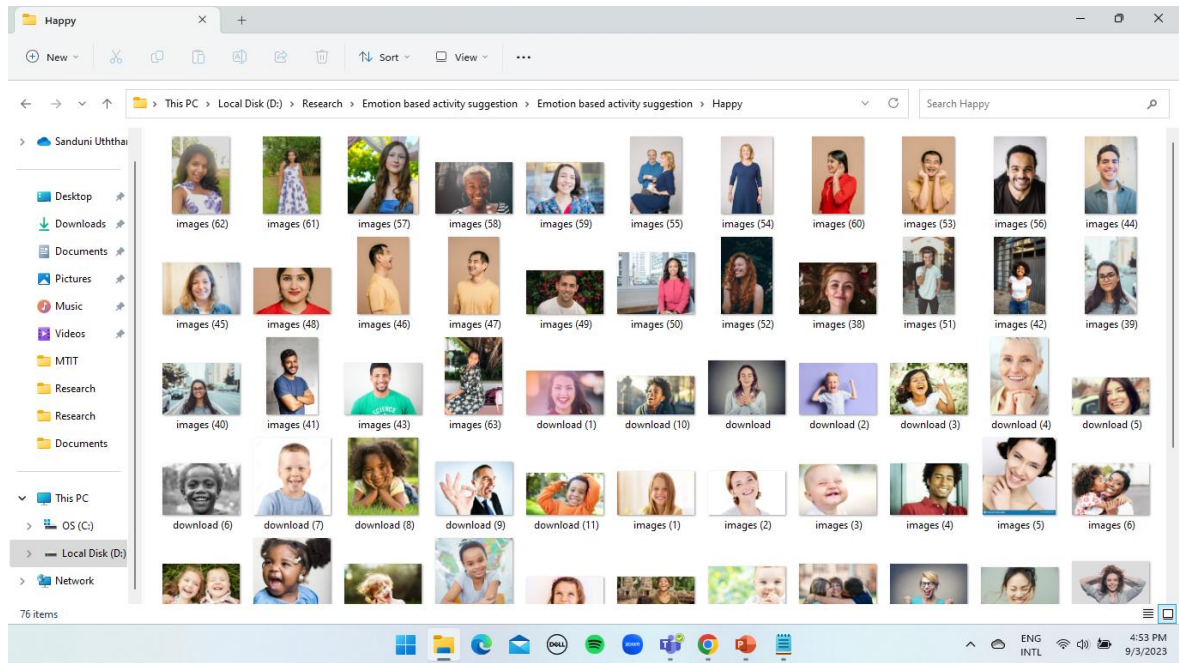 Happy
New
Sort
View
This PC > Local Disk (D:) > Research > Emotion based activity suggestion > Emotion based activity suggestion > Happy
Search Happy
Sanduni Uththar
Desktop
Downloads
Documents
Pictures
Music
Videos
MTIT
Research
Research
Documents
This PC
OS (C:)
Local Disk (D:)
Network
images (62) images (61) images (57) images (58) images (59) images (55) images (54) images (60) images (53) images (56) images (44)
images (45) images (48) images (46) images (47) images (49) images (50) images (52) images (38) images (51) images (42) images (39)
SCIENCE
images (40) images (41) images (43) images (63) download (1) download (10) download download (2) download (3) download (4) download (5)
download (6) download (7) download (8) download (9) download (11) images (1) images (2) images (3) images (4) images (5) images (6)
76 items
DELL
zoom
ENG
INTL
4:53 PM
9/3/2023